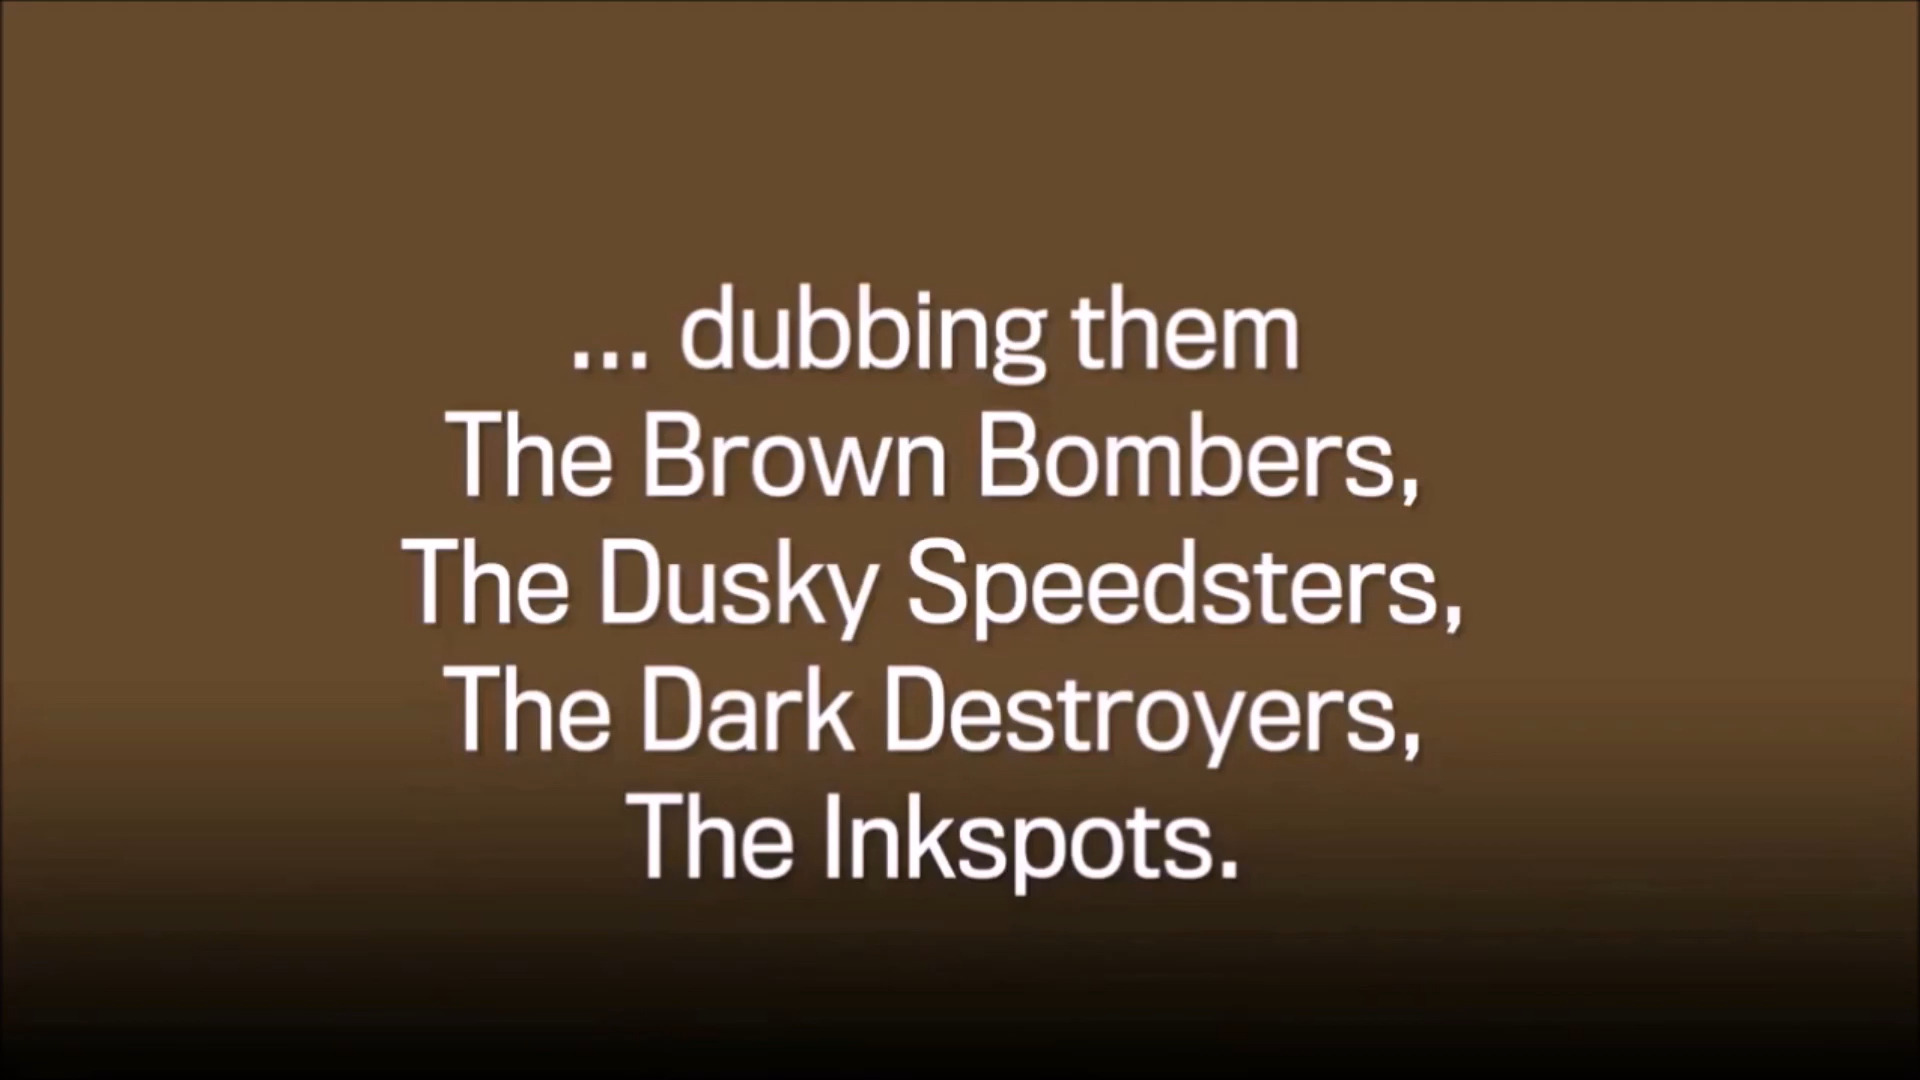 ... dubbing them
The Brown Bombers,
The Dusky Speedsters,
The Dark Destroyers,
The Inkspots.